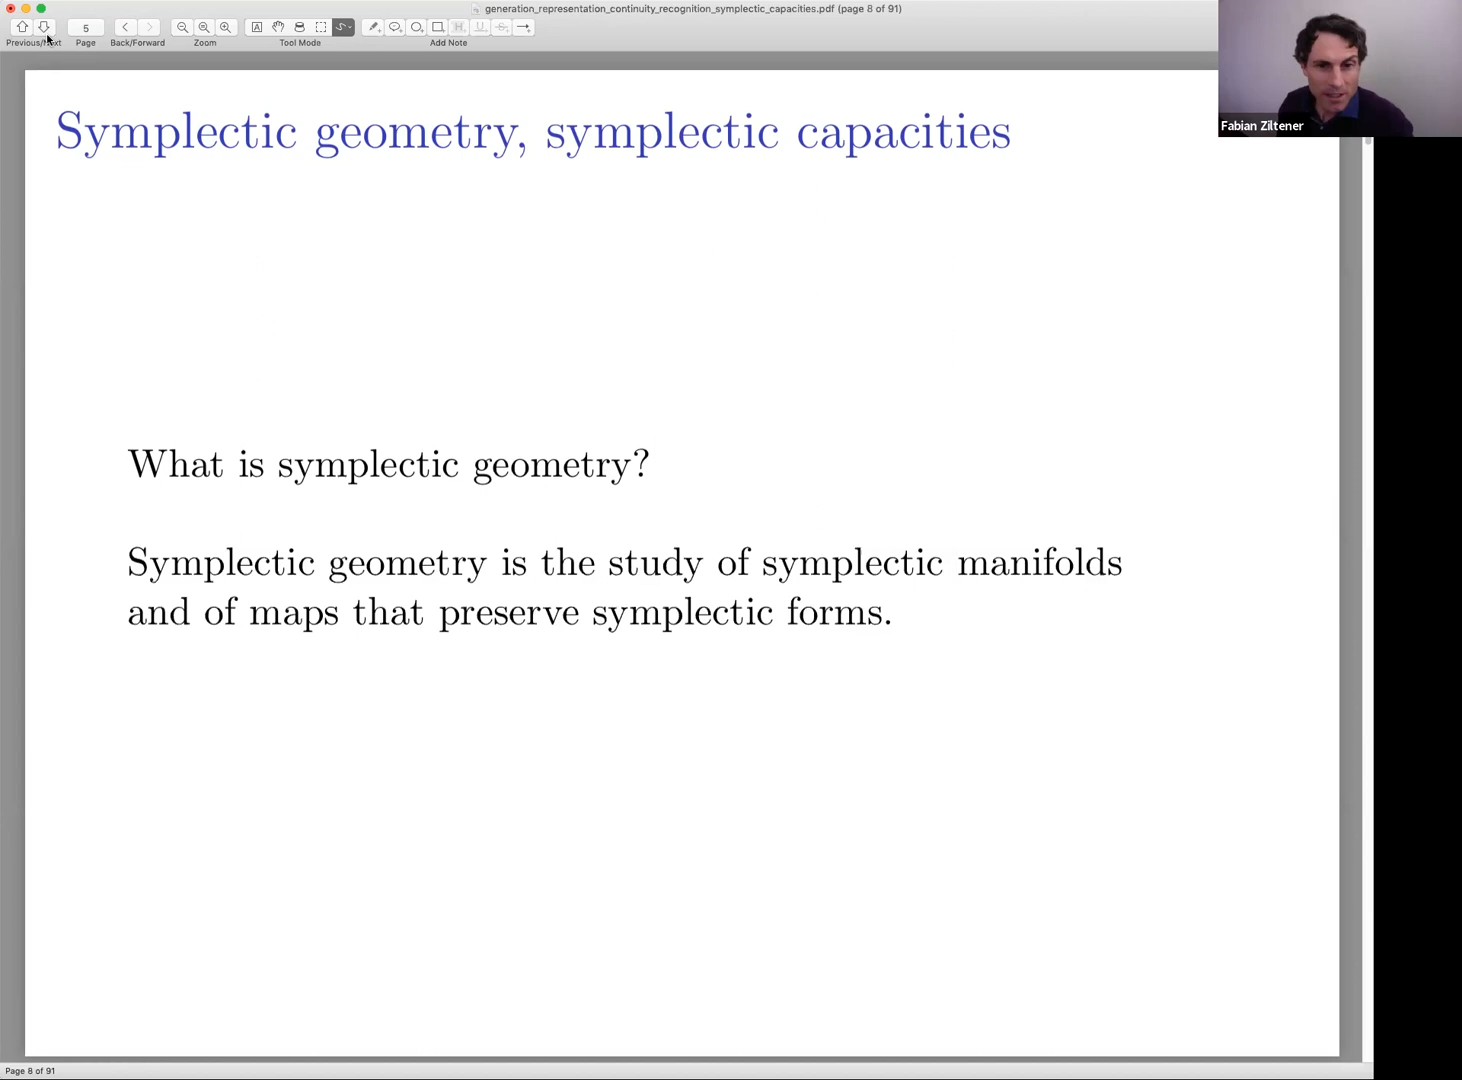 generation_representation_continuity_recognition_symplectic_capacities.pdf (page 8 of 91)
5
Previous/Next Page Back/Forward Zoom Tool Mode Add Note
Fabian Ziltener
Symplectic geometry, symplectic capacities
What is symplectic geometry?
Symplectic geometry is the study of symplectic manifolds
and of maps that preserve symplectic forms.
Page 8 of 91